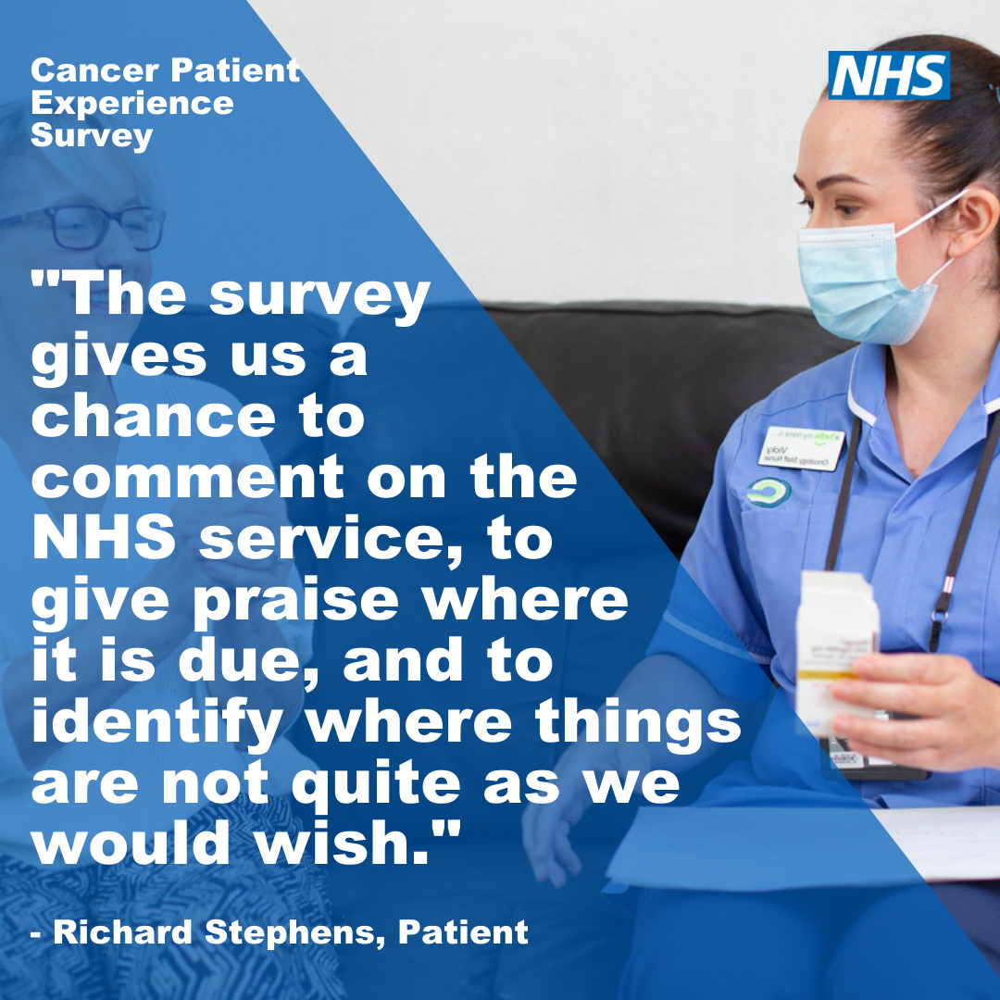 Cancer Patient
Experience
Survey
NHS
"The survey
gives us a
chance to
comment on the
NHS service, to
give praise where
it is due, and to
identify where things
are not quite as we
would wish."
- Richard Stephens, Patient
hello my name is...
Vicky
Oncology Staff Nurse